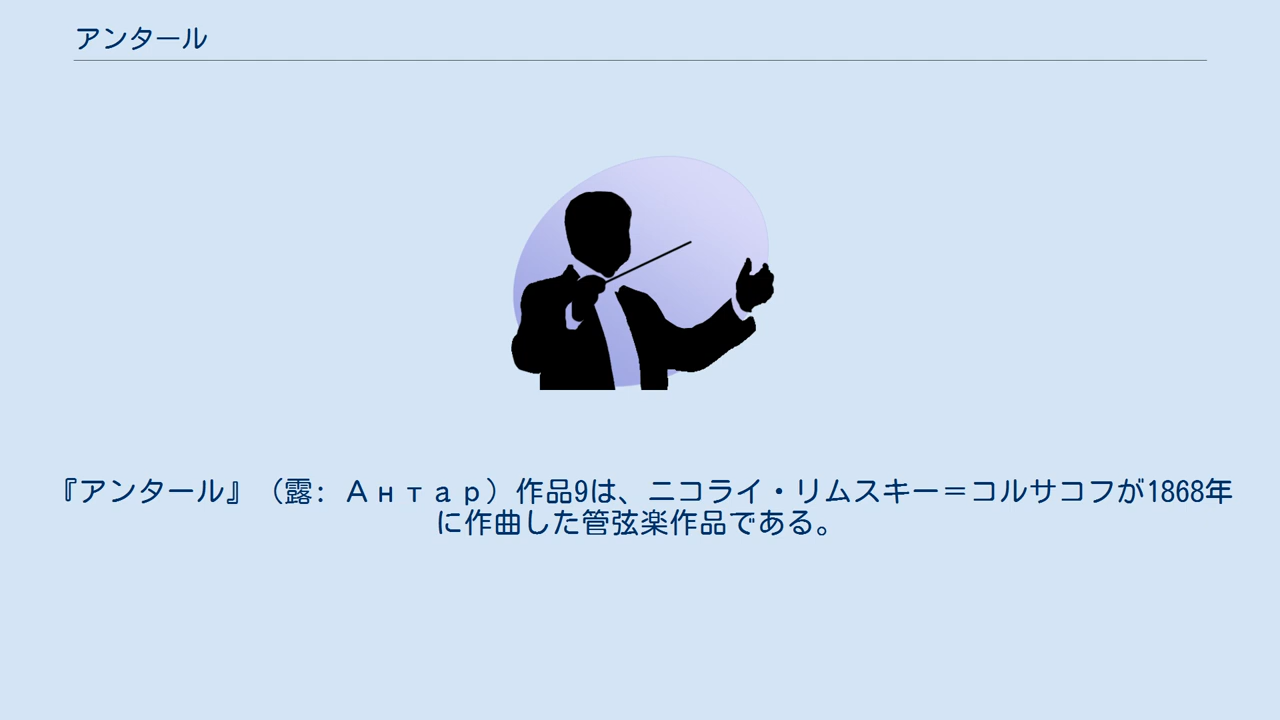 アンタール
『アンタール』（露: Антар）作品9は、ニコライ・リムスキー＝コルサコフが1868年
に作曲した管弦楽作品である。